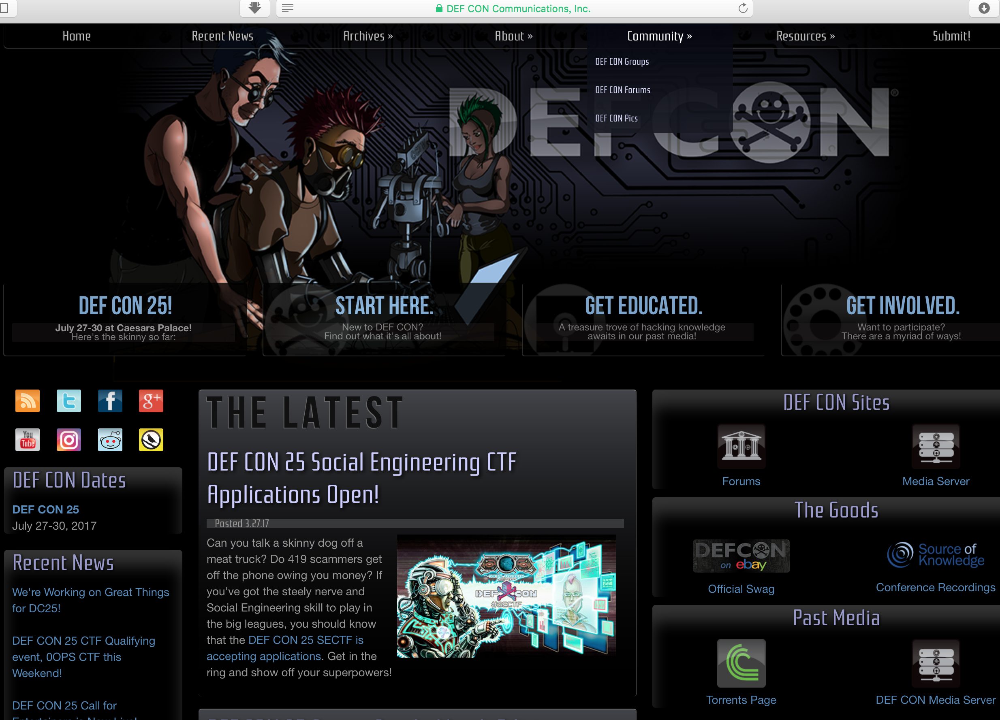 DEF CON Communications, Inc.
Home
Recent News
Archives »
About »
Community »
Resources »
Submit!
DEF CON Groups
DEF CON Forums
DEF CON Pics
DEFCON®
DEF CON 25!
July 27-30 at Caesars Palace!
Here's the skinny so far:
START HERE.
New to DEF CON?
Find out what it's all about!
GET EDUCATED.
A treasure trove of hacking knowledge
awaits in our past media!
GET INVOLVED.
Want to participate?
There are a myriad of ways!
You
Tube
g+
DEF CON Dates
DEF CON 25
July 27-30, 2017
Recent News
We're Working on Great Things
for DC25!
DEF CON 25 CTF Qualifying
event, 0OPS CTF this
Weekend!
DEF CON 25 Call for
Entertainers is Now Live!
THE LATEST
DEF CON 25 Social Engineering CTF
Applications Open!
Posted 3.27.17
Can you talk a skinny dog off a
meat truck? Do 419 scammers get
off the phone owing you money? If
you've got the steely nerve and
Social Engineering skill to play in
the big leagues, you should know
that the DEF CON 25 SECTF is
accepting applications. Get in the
ring and show off your superpowers!
DEF CON
#SECTF
DEF CON Sites
Forums
Media Server
The Goods
DEFCON
on ebay
Official Swag
Source of
Knowledge
Conference Recordings
Past Media
Torrents Page
DEF CON Media Server